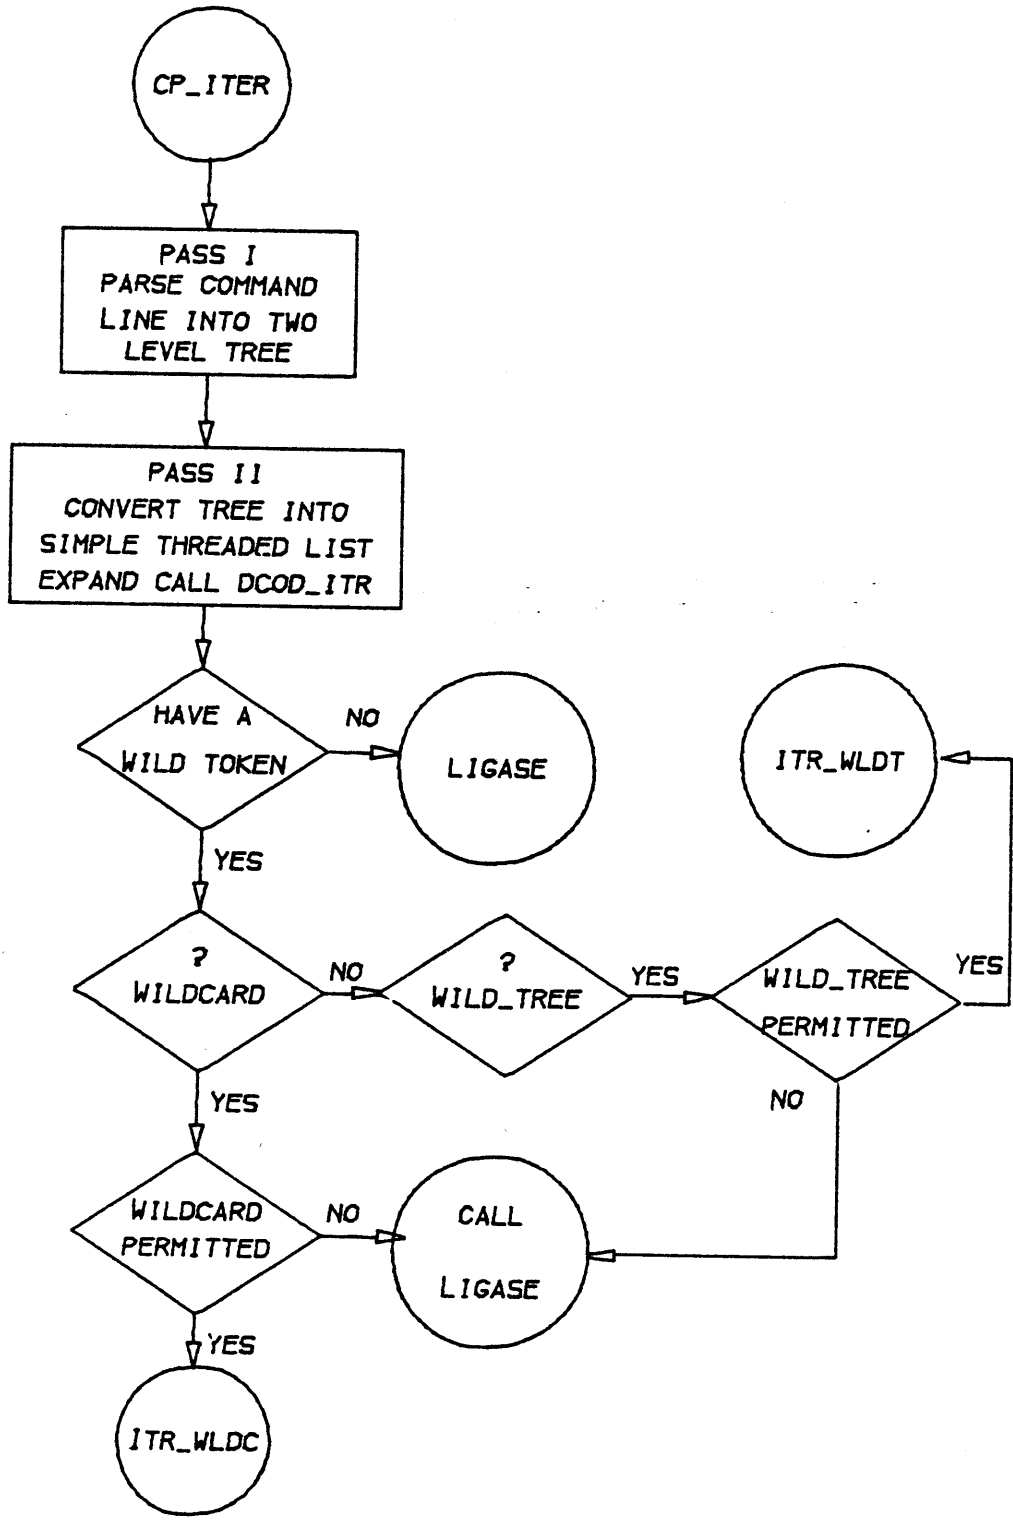 CP_ITER
PASS I
PARSE COMMAND
LINE INTO TWO
LEVEL TREE
PASS II
CONVERT TREE INTO
SIMPLE THREADED LIST
EXPAND CALL DCOD_ITR
HAVE A
WILD TOKEN
NO
LIGASE
ITR_WLDT
YES
?
WILDCARD
NO
?
WILD_TREE
YES
WILD_TREE
PERMITTED
YES
NO
YES
WILDCARD
PERMITTED
NO
CALL
LIGASE
YES
ITR_WLDC